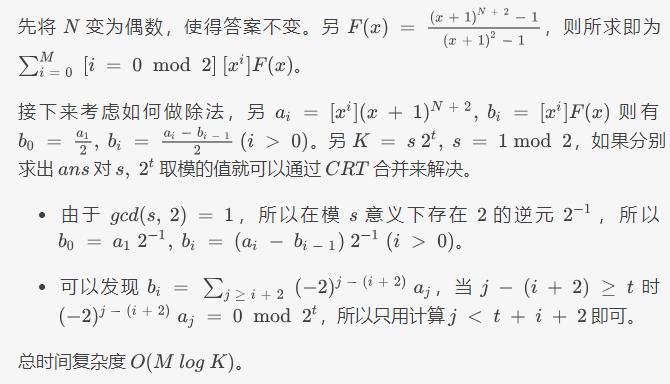 先将 N 变为偶数，使得答案不变。另 F(x) = \frac{(x + 1)^{N + 2} - 1}{(x + 1)^2 - 1}，则所求即为
\sum_{i = 0}^{M} [i = 0 mod 2] [x^i]F(x)。
接下来考虑如何做除法，另 a_i = [x^i](x + 1)^{N + 2}, b_i = [x^i]F(x) 则有
b_0 = \frac{a_1}{2}, b_i = \frac{a_i - b_{i - 1}}{2} (i > 0)。另 K = s 2^t, s = 1 mod 2，如果分别
求出 ans 对 s, 2^t 取模的值就可以通过 CRT 合并来解决。
• 由于 gcd(s, 2) = 1，所以在模 s 意义下存在 2 的逆元 2^{-1}，所以
b_0 = a_1 2^{-1}, b_i = (a_i - b_{i - 1}) 2^{-1} (i > 0)。
• 可以发现 b_i = \sum_{j ≥ i + 2} (-2)^{j - (i + 2)} a_j，当 j - (i + 2) ≥ t 时
(-2)^{j - (i + 2)} a_j = 0 mod 2^t，所以只用计算 j < t + i + 2 即可。
总时间复杂度 O(M log K)。